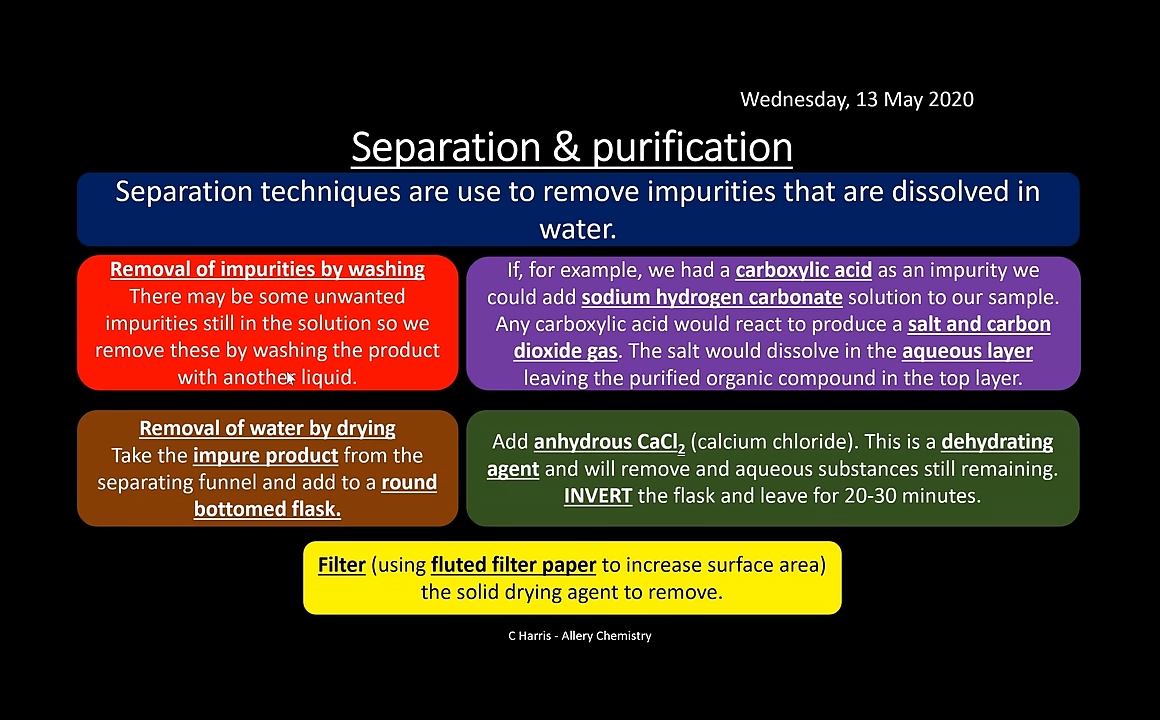 Wednesday, 13 May 2020
Separation & purification
Separation techniques are use to remove impurities that are dissolved in
water.
Removal of impurities by washing
There may be some unwanted
impurities still in the solution so we
remove these by washing the product
with another liquid.
If, for example, we had a carboxylic acid as an impurity we
could add sodium hydrogen carbonate solution to our sample.
Any carboxylic acid would react to produce a salt and carbon
dioxide gas. The salt would dissolve in the aqueous layer
leaving the purified organic compound in the top layer.
Removal of water by drying
Take the impure product from the
separating funnel and add to a round
bottomed flask.
Add anhydrous CaCl₂ (calcium chloride). This is a dehydrating
agent and will remove and aqueous substances still remaining.
INVERT the flask and leave for 20-30 minutes.
Filter (using fluted filter paper to increase surface area)
the solid drying agent to remove.
C Harris - Allery Chemistry